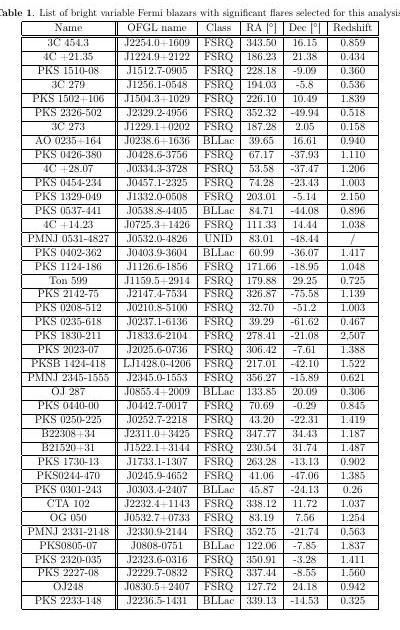 Table 1. List of bright variable Fermi blazars with significant flares selected for this analysis
Name OFGL name Class RA [°] Dec [°] Redshift
3C 454.3 J2254.0+1609 FSRQ 343.50 16.15 0.859
4C +21.35 J1224.9+2122 FSRQ 186.23 21.38 0.434
PKS 1510-08 J1512.7-0905 FSRQ 228.18 -9.09 0.360
3C 279 J1256.1-0548 FSRQ 194.03 -5.8 0.536
PKS 1502+106 J1504.3+1029 FSRQ 226.10 10.49 1.839
PKS 2326-502 J2329.2-4956 FSRQ 352.32 -49.94 0.518
3C 273 J1229.1+0202 FSRQ 187.28 2.05 0.158
AO 0235+164 J0238.6+1636 BLLac 39.65 16.61 0.940
PKS 0426-380 J0428.6-3756 FSRQ 67.17 -37.93 1.110
4C +28.07 J0334.3-3728 FSRQ 53.58 -37.47 1.206
PKS 0454-234 J0457.1-2325 FSRQ 74.28 -23.43 1.003
PKS 1329-049 J1332.0-0508 FSRQ 203.01 -5.14 2.150
PKS 0537-441 J0538.8-4405 BLLac 84.71 -44.08 0.896
4C +14.23 J0725.3+1426 FSRQ 111.33 14.44 1.038
PMNJ 0531-4827 J0532.0-4826 UNID 83.01 -48.44 /
PKS 0402-362 J0403.9-3604 BLLac 60.99 -36.07 1.417
PKS 1124-186 J1126.6-1856 FSRQ 171.66 -18.95 1.048
Ton 599 J1159.5+2914 FSRQ 179.88 29.25 0.725
PKS 2142-75 J2147.4-7534 FSRQ 326.87 -75.58 1.139
PKS 0208-512 J0210.8-5100 FSRQ 32.70 -51.2 1.003
PKS 0235-618 J0237.1-6136 FSRQ 39.29 -61.62 0.467
PKS 1830-211 J1833.6-2104 FSRQ 278.41 -21.08 2,507
PKS 2023-07 J2025.6-0736 FSRQ 306.42 -7.61 1.388
PKSB 1424-418 LJ1428.0-4206 FSRQ 217.01 -42.10 1.522
PMNJ 2345-1555 J2345.0-1553 FSRQ 356.27 -15.89 0.621
OJ 287 J0855.4+2009 BLLac 133.85 20.09 0.306
PKS 0440-00 J0442.7-0017 FSRQ 70.69 -0.29 0.845
PKS 0250-225 J0252.7-2218 FSRQ 43.20 -22.31 1.419
B22308+34 J2311.0+3425 FSRQ 347.77 34.43 1.187
B21520+31 J1522.1+3144 FSRQ 230.54 31.74 1.487
PKS 1730-13 J1733.1-1307 FSRQ 263.28 -13.13 0.902
PKS0244-470 J0245.9-4652 FSRQ 41.06 -47.06 1.385
PKS 0301-243 J0303.4-2407 BLLac 45.87 -24.13 0.26
CTA 102 J2232.4+1143 FSRQ 338.12 11.72 1.037
OG 050 J0532.7+0733 FSRQ 83.19 7.56 1.254
PMNJ 2331-2148 J2330.9-2144 FSRQ 352.75 -21.74 0.563
PKS0805-07 J0808-0751 BLLac 122.06 -7.85 1.837
PKS 2320-035 J2323.6-0316 FSRQ 350.91 -3.28 1.411
PKS 2227-08 J2229.7-0832 FSRQ 337.44 -8.55 1.560
OJ248 J0830.5+2407 FSRQ 127.72 24.18 0.942
PKS 2233-148 J2236.5-1431 BLLac 339.13 -14.53 0.325